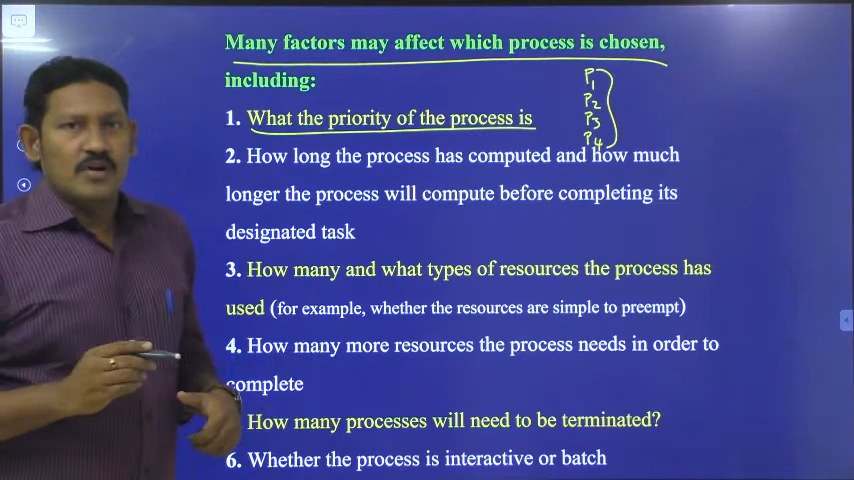 Many factors may affect which process is chosen,
including:
1. What the priority of the process is
P1
P2
P3
P4
2. How long the process has computed and how much
longer the process will compute before completing its
designated task
3. How many and what types of resources the process has
used (for example, whether the resources are simple to preempt)
4. How many more resources the process needs in order to
complete
How many processes will need to be terminated?
6. Whether the process is interactive or batch